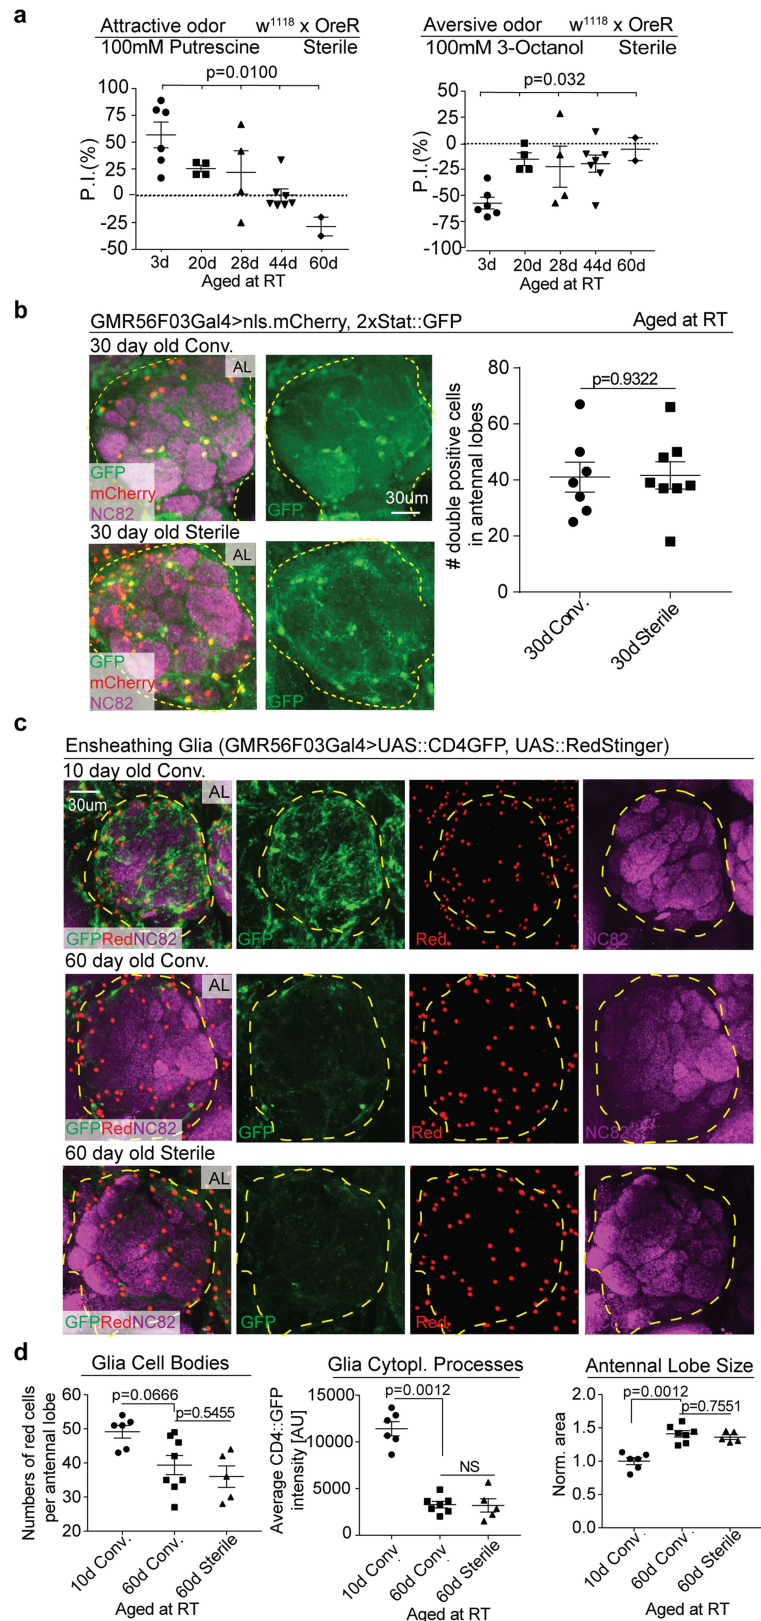 a
Attractive odor w1118 x OreR
100mM Putrescine Sterile
p=0.0100
100
75
50
25
0
-25
-50
P.I.(%)
3d 20d 28d 44d 60d
Aged at RT
Aversive odor w1118 x OreR
100mM 3-Octanol Sterile
p=0.032
50
25
0
-25
-50
-75
-100
P.I.(%)
3d 20d 28d 44d 60d
Aged at RT
b
GMR56F03Gal4>nls.mCherry, 2xStat::GFP Aged at RT
30 day old Conv.
AL
GFP
mCherry
NC82
30um
GFP
30 day old Sterile
AL
GFP
mCherry
NC82
GFP
80
60
40
20
0
# double positive cells
in antennal lobes
p=0.9322
30d Conv.
30d Sterile
c
Ensheathing Glia (GMR56F03Gal4>UAS::CD4GFP, UAS::RedStinger)
10 day old Conv.
30um
AL
GFPRedNC82
GFP
Red
NC82
60 day old Conv.
AL
GFPRedNC82
GFP
Red
NC82
60 day old Sterile
AL
GFPRedNC82
GFP
Red
NC82
d
Glia Cell Bodies
p=0.0666
p=0.5455
60
50
40
30
20
Numbers of red cells
per antennal lobe
10d Conv.
60d Conv.
60d Sterile
Aged at RT
Glia Cytopl. Processes
p=0.0012
NS
15000
10000
5000
0
Average CD4::GFP
intensity [AU]
10d Conv.
60d Conv.
60d Sterile
Aged at RT
Antennal Lobe Size
p=0.0012
p=0.7551
2.0
1.5
1.0
0.5
0.0
Norm. area
10d Conv.
60d Conv.
60d Sterile
Aged at RT